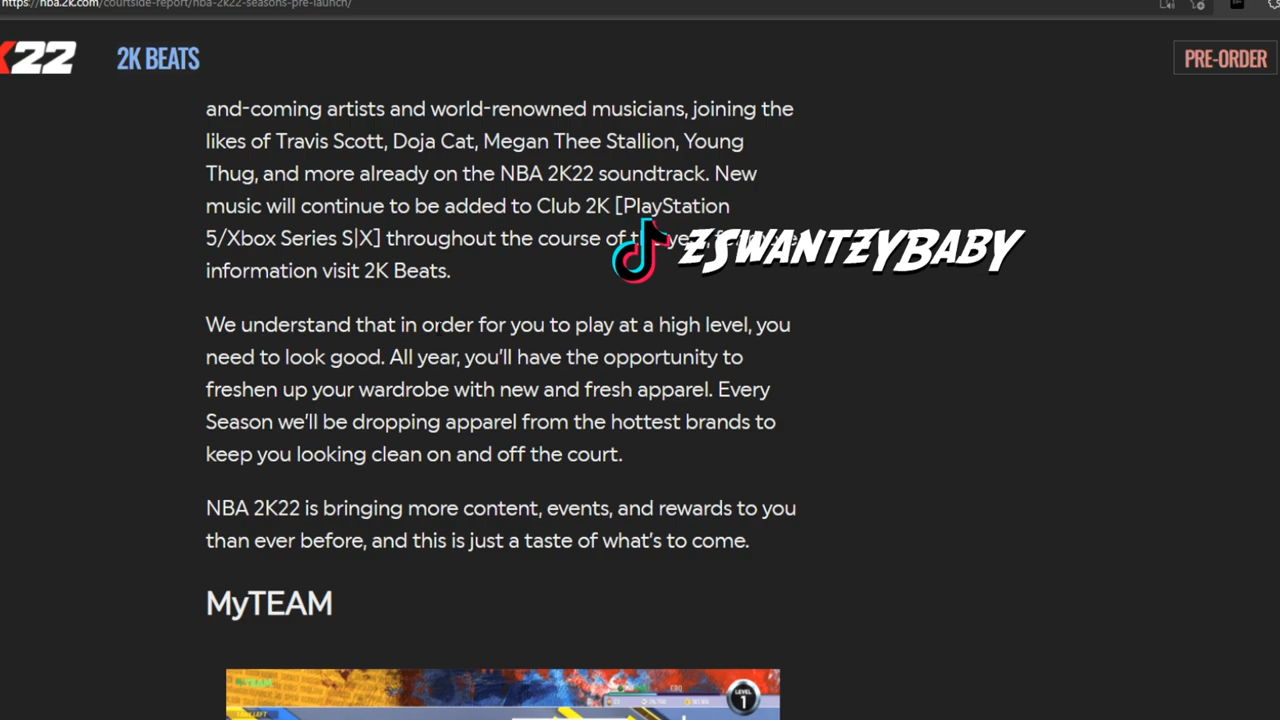 https://nba.2k.com/courtside-report/nba-2k22-seasons-pre-launch/
K22
2K BEATS
PRE-ORDER
and-coming artists and world-renowned musicians, joining the
likes of Travis Scott, Doja Cat, Megan Thee Stallion, Young
Thug, and more already on the NBA 2K22 soundtrack. New
music will continue to be added to Club 2K [PlayStation
5/Xbox Series S|X] throughout the course of
ZSWANTZYBABY
information visit 2K Beats.
We understand that in order for you to play at a high level, you
need to look good. All year, you'll have the opportunity to
freshen up your wardrobe with new and fresh apparel. Every
Season we'll be dropping apparel from the hottest brands to
keep you looking clean on and off the court.
NBA 2K22 is bringing more content, events, and rewards to you
than ever before, and this is just a taste of what's to come.
MyTEAM
LEVEL
1